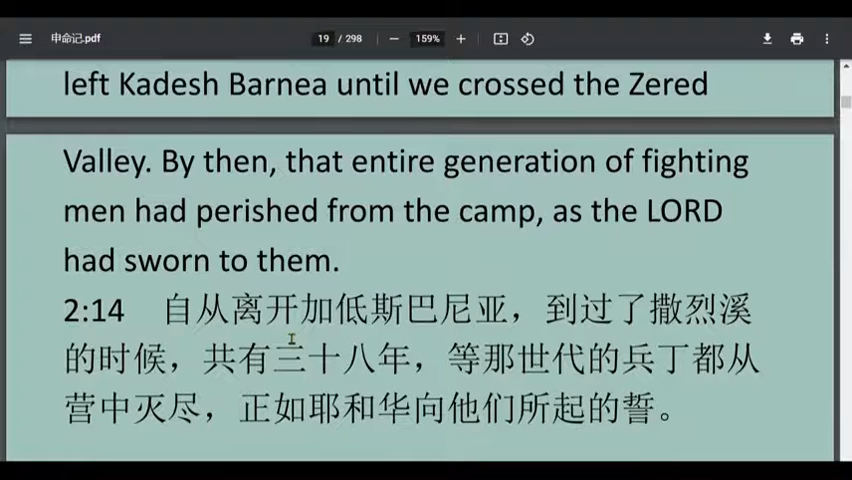 申命记.pdf
19 / 298
159%
left Kadesh Barnea until we crossed the Zered
Valley. By then, that entire generation of fighting
men had perished from the camp, as the LORD
had sworn to them.
2:14 自从离开加低斯巴尼亚，到过了撒烈溪
的时候，共有三十八年，等那世代的兵丁都从
营中灭尽，正如耶和华向他们所起的誓。